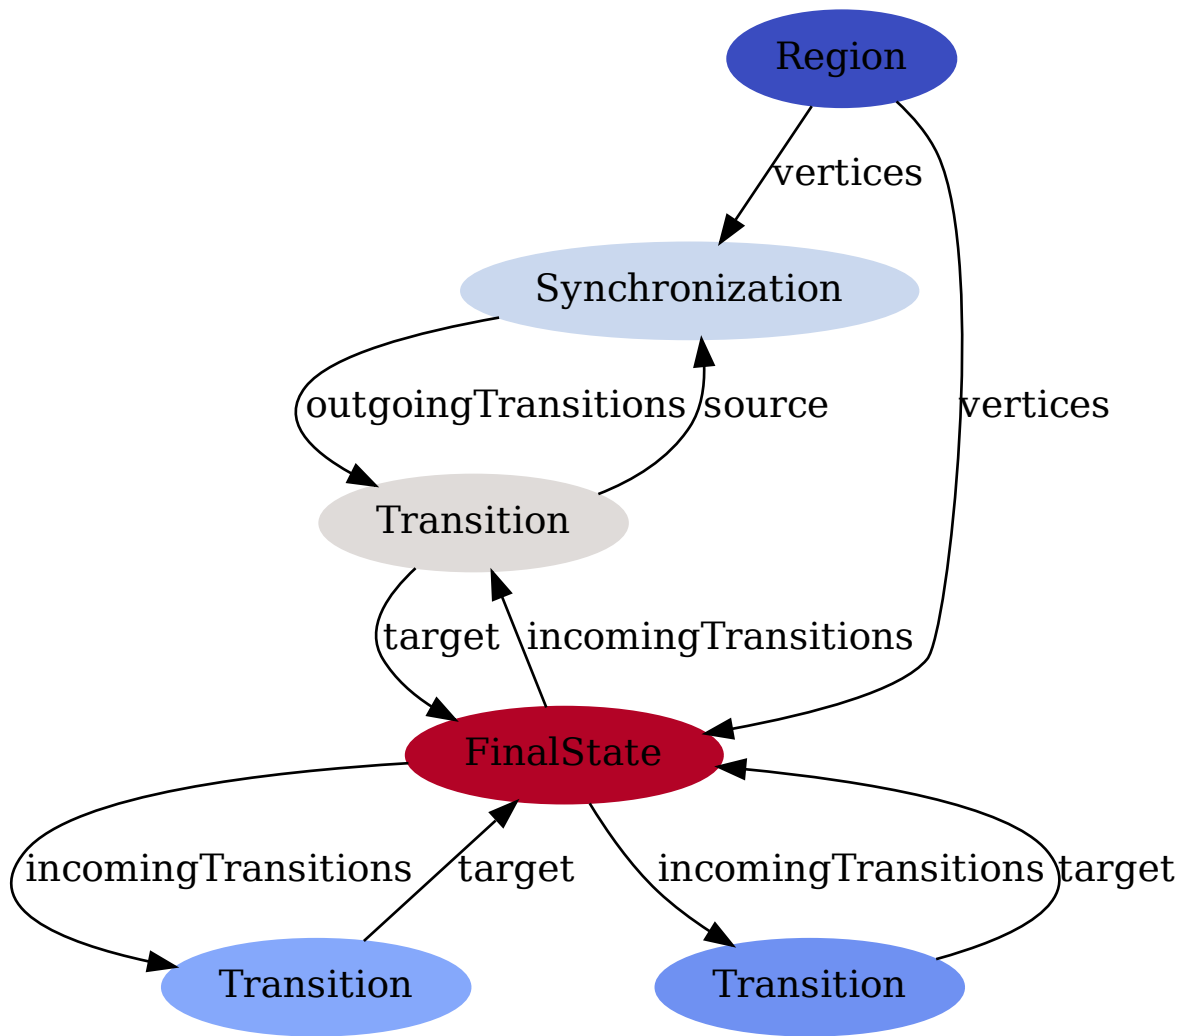 Region
vertices
Synchronization
outgoingTransitions
source
vertices
Transition
target
incomingTransitions
FinalState
incomingTransitions
target
incomingTransitions
target
Transition
Transition